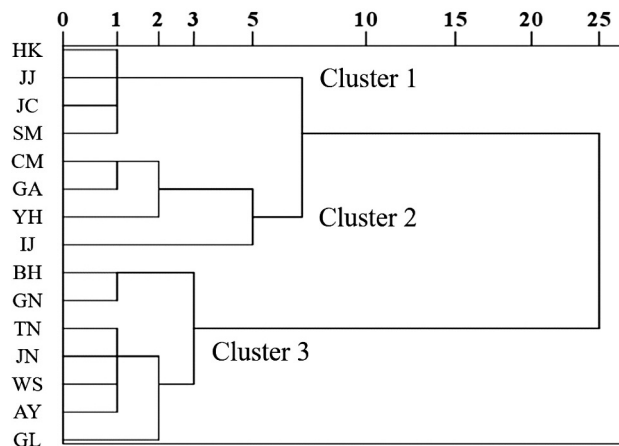 0 1 2 3 5 10 15 20 25
HK
JJ
Cluster 1
JC
SM
CM
GA
YH
Cluster 2
IJ
BH
GN
TN
JN
Cluster 3
WS
AY
GL